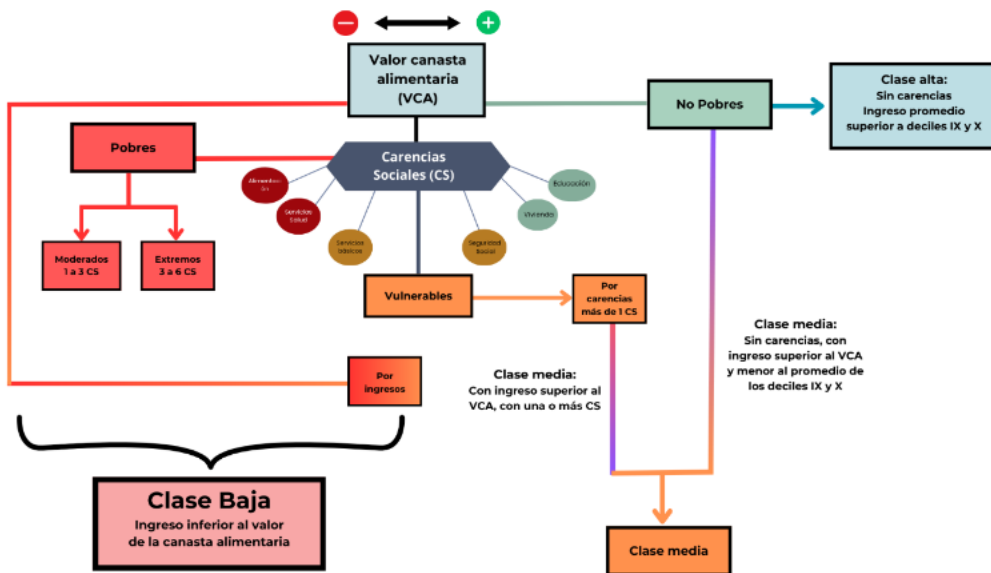 Valor canasta
alimentaria
(VCA)
No Pobres
Clase alta:
Sin carencias
Ingreso promedio
superior a deciles IX y X
Pobres
Carencias
Sociales (CS)
Alimentación
Servicios
Salud
Servicios
básicos
Seguridad
Social
Vivienda
Educación
Moderados
1 a 3 CS
Extremos
3 a 6 CS
Vulnerables
Por
carencias
más de 1 CS
Clase media:
Sin carencias, con
ingreso superior al VCA
y menor al promedio de
los deciles IX y X
Por
ingresos
Clase media:
Con ingreso superior al
VCA, con una o más CS
Clase Baja
Ingreso inferior al valor
de la canasta alimentaria
Clase media